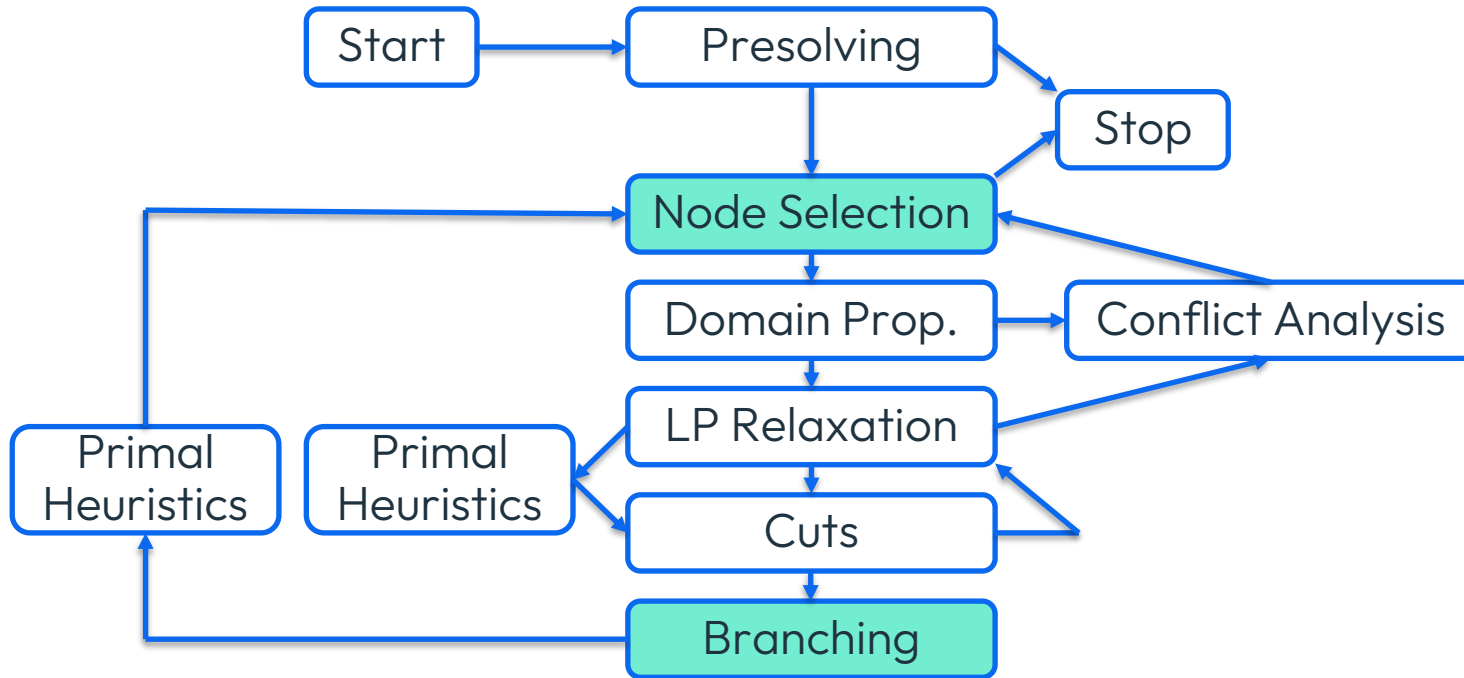 Start
Presolving
Stop
Node Selection
Domain Prop.
Conflict Analysis
LP Relaxation
Primal
Heuristics
Primal
Heuristics
Cuts
Branching